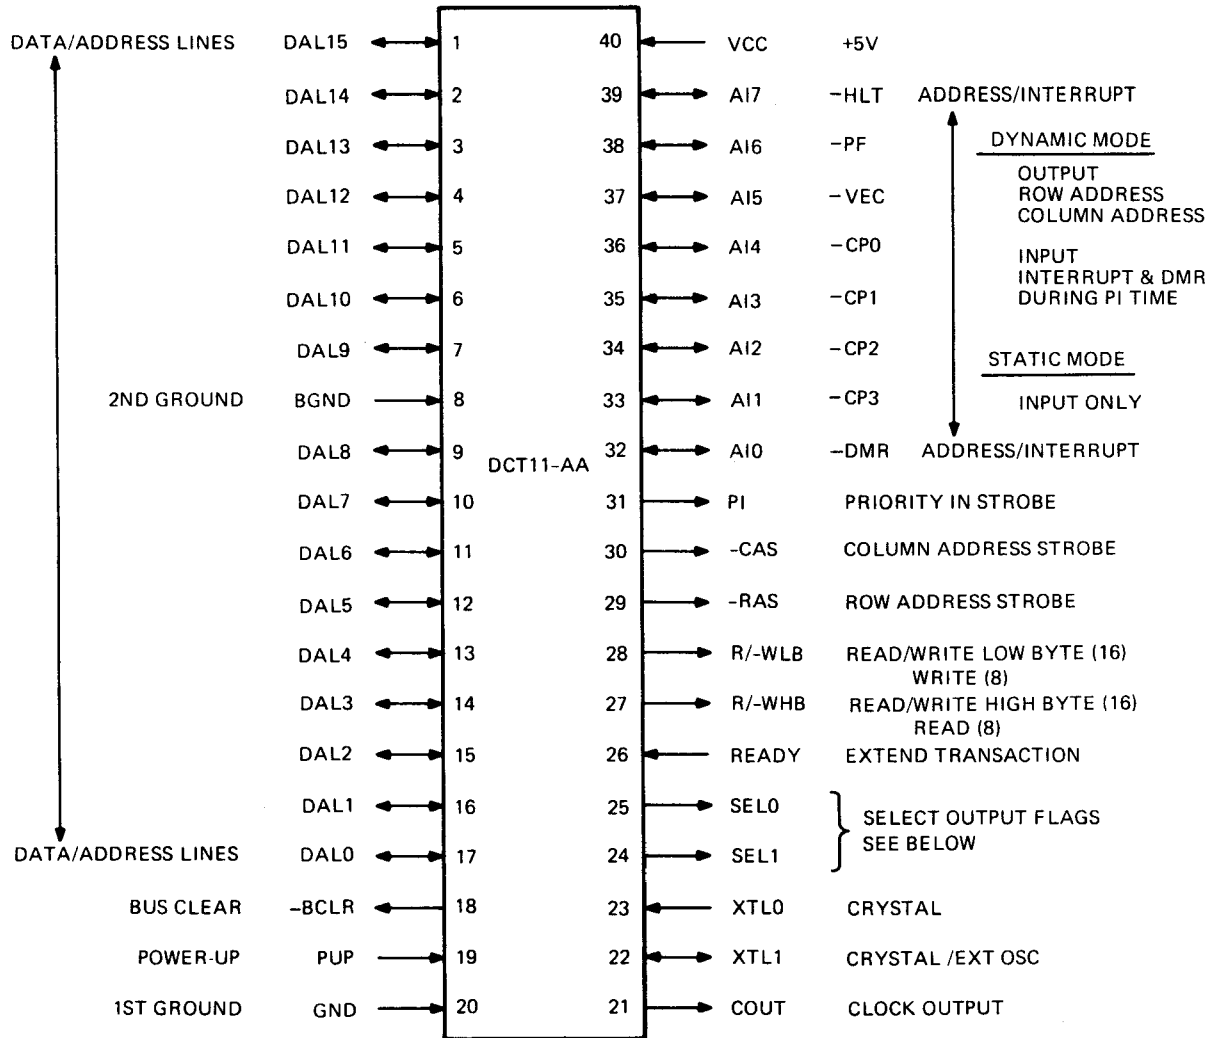 DATA/ADDRESS LINES DAL15 1 40 VCC +5V
DAL14 2 39 AI7 -HLT ADDRESS/INTERRUPT
DAL13 3 38 AI6 -PF DYNAMIC MODE
OUTPUT
DAL12 4 37 AI5 -VEC ROW ADDRESS
COLUMN ADDRESS
DAL11 5 36 AI4 -CP0 INPUT
INTERRUPT & DMR
DAL10 6 35 AI3 -CP1 DURING PI TIME
DAL9 7 34 AI2 -CP2 STATIC MODE
2ND GROUND BGND 8 33 AI1 -CP3 INPUT ONLY
DAL8 9 32 AI0 -DMR ADDRESS/INTERRUPT
DCT11-AA
DAL7 10 31 PI PRIORITY IN STROBE
DAL6 11 30 -CAS COLUMN ADDRESS STROBE
DAL5 12 29 -RAS ROW ADDRESS STROBE
DAL4 13 28 R/-WLB READ/WRITE LOW BYTE (16)
WRITE (8)
DAL3 14 27 R/-WHB READ/WRITE HIGH BYTE (16)
READ (8)
DAL2 15 26 READY EXTEND TRANSACTION
DAL1 16 25 SEL0 SELECT OUTPUT FLAGS
SEE BELOW
DATA/ADDRESS LINES DAL0 17 24 SEL1
BUS CLEAR -BCLR 18 23 XTL0 CRYSTAL
POWER-UP PUP 19 22 XTL1 CRYSTAL /EXT OSC
1ST GROUND GND 20 21 COUT CLOCK OUTPUT